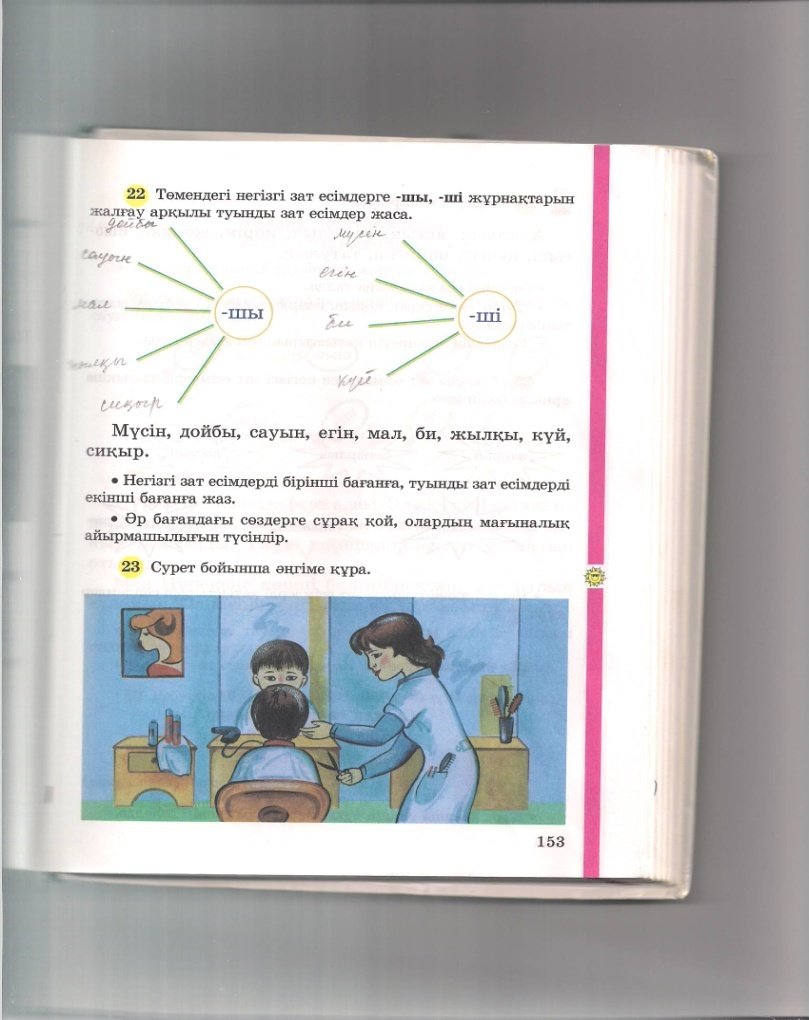 22 Төмендегі негізгі зат есімдерге -шы, -ші жұрнақтарын
жалғау арқылы туынды зат есімдер жаса.
дойбы
сауын
мал
жылқы
сиқыр
-шы
мүсін
егін
би
күй
-ші
Мүсін, дойбы, сауын, егін, мал, би, жылқы, күй,
сиқыр.
• Негізгі зат есімдерді бірінші бағанға, туынды зат есімдерді
екінші бағанға жаз.
• Әр бағандағы сөздерге сұрақ қой, олардың мағыналық
айырмашылығын түсіндір.
23 Сурет бойынша әңгіме құра.
153